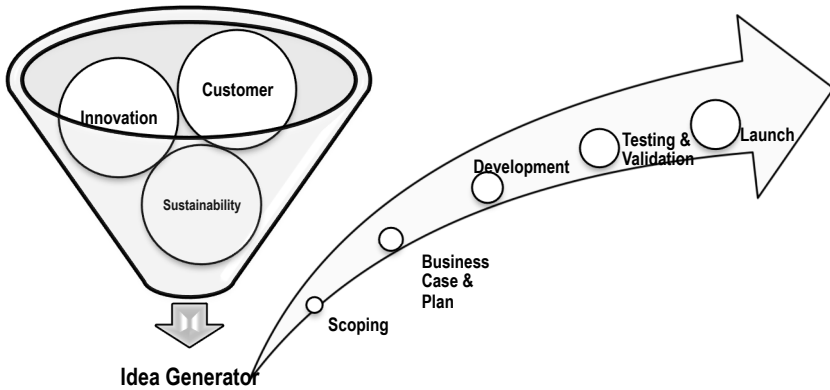 Innovation
Customer
Sustainability
Idea Generator
Scoping
Business
Case &
Plan
Development
Testing &
Validation
Launch